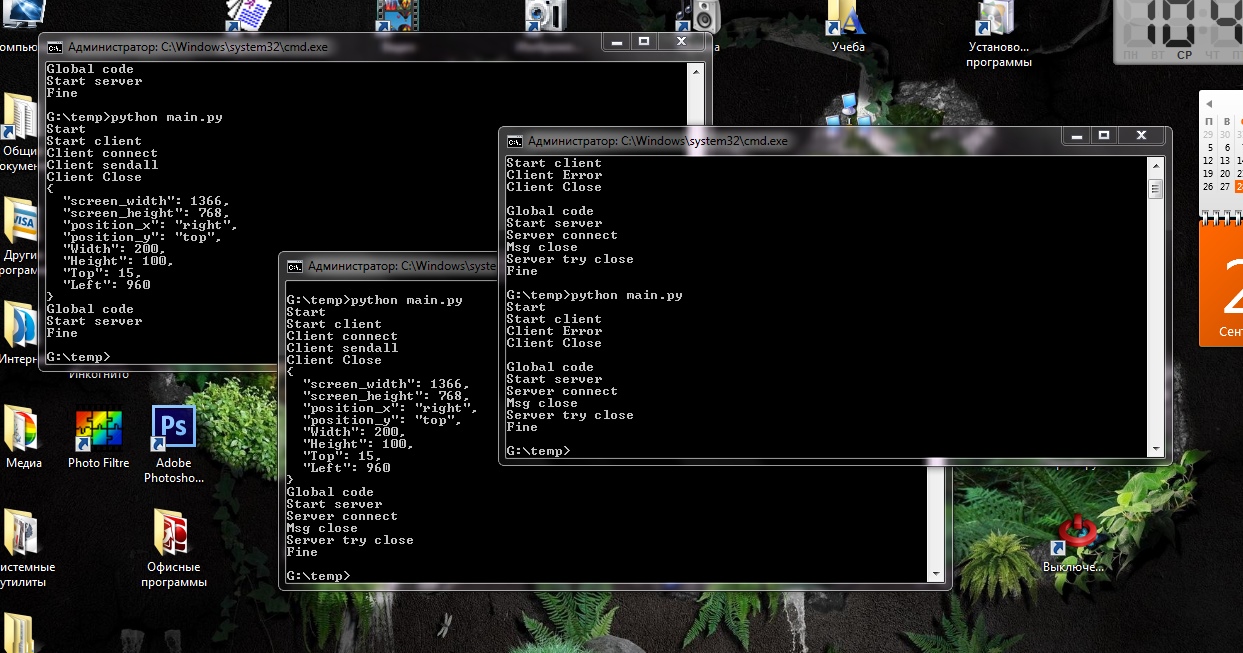 Учеба
Установо...
программы
ПН ВТ СР ЧТ
Администратор: C:\Windows\system32\cmd.exe
Global code
Start server
Fine
G:\temp>python main.py
Start
Start client
Client connect
Client sendall
Client Close
{
"screen_width": 1366,
"screen_height": 768,
"position_x": "right",
"position_y": "top",
"Width": 200,
"Height": 100,
"Top": 15,
"Left": 960
}
Global code
Start server
Fine
G:\temp>
Администратор: C:\Windows\syste
G:\temp>python main.py
Start
Start client
Client connect
Client sendall
Client Close
{
"screen_width": 1366,
"screen_height": 768,
"position_x": "right",
"position_y": "top",
"Width": 200,
"Height": 100,
"Top": 15,
"Left": 960
}
Global code
Start server
Server connect
Msg close
Server try close
Fine
G:\temp>
Администратор: C:\Windows\system32\cmd.exe
Start client
Client Error
Client Close
Global code
Start server
Server connect
Msg close
Server try close
Fine
G:\temp>python main.py
Start
Start client
Client Error
Client Close
Global code
Start server
Server connect
Msg close
Server try close
Fine
G:\temp>
П В
29 30
5 6
12 13
19 20
26 27
2
Сент
омпью
Общи
окумен
VISA
Други
рограм
Интерн
Инкогнито
Медиа
Photo Filtre
Ps
Adobe
Photosho...
истемные
утилиты
Офисные
программы
Выключе...